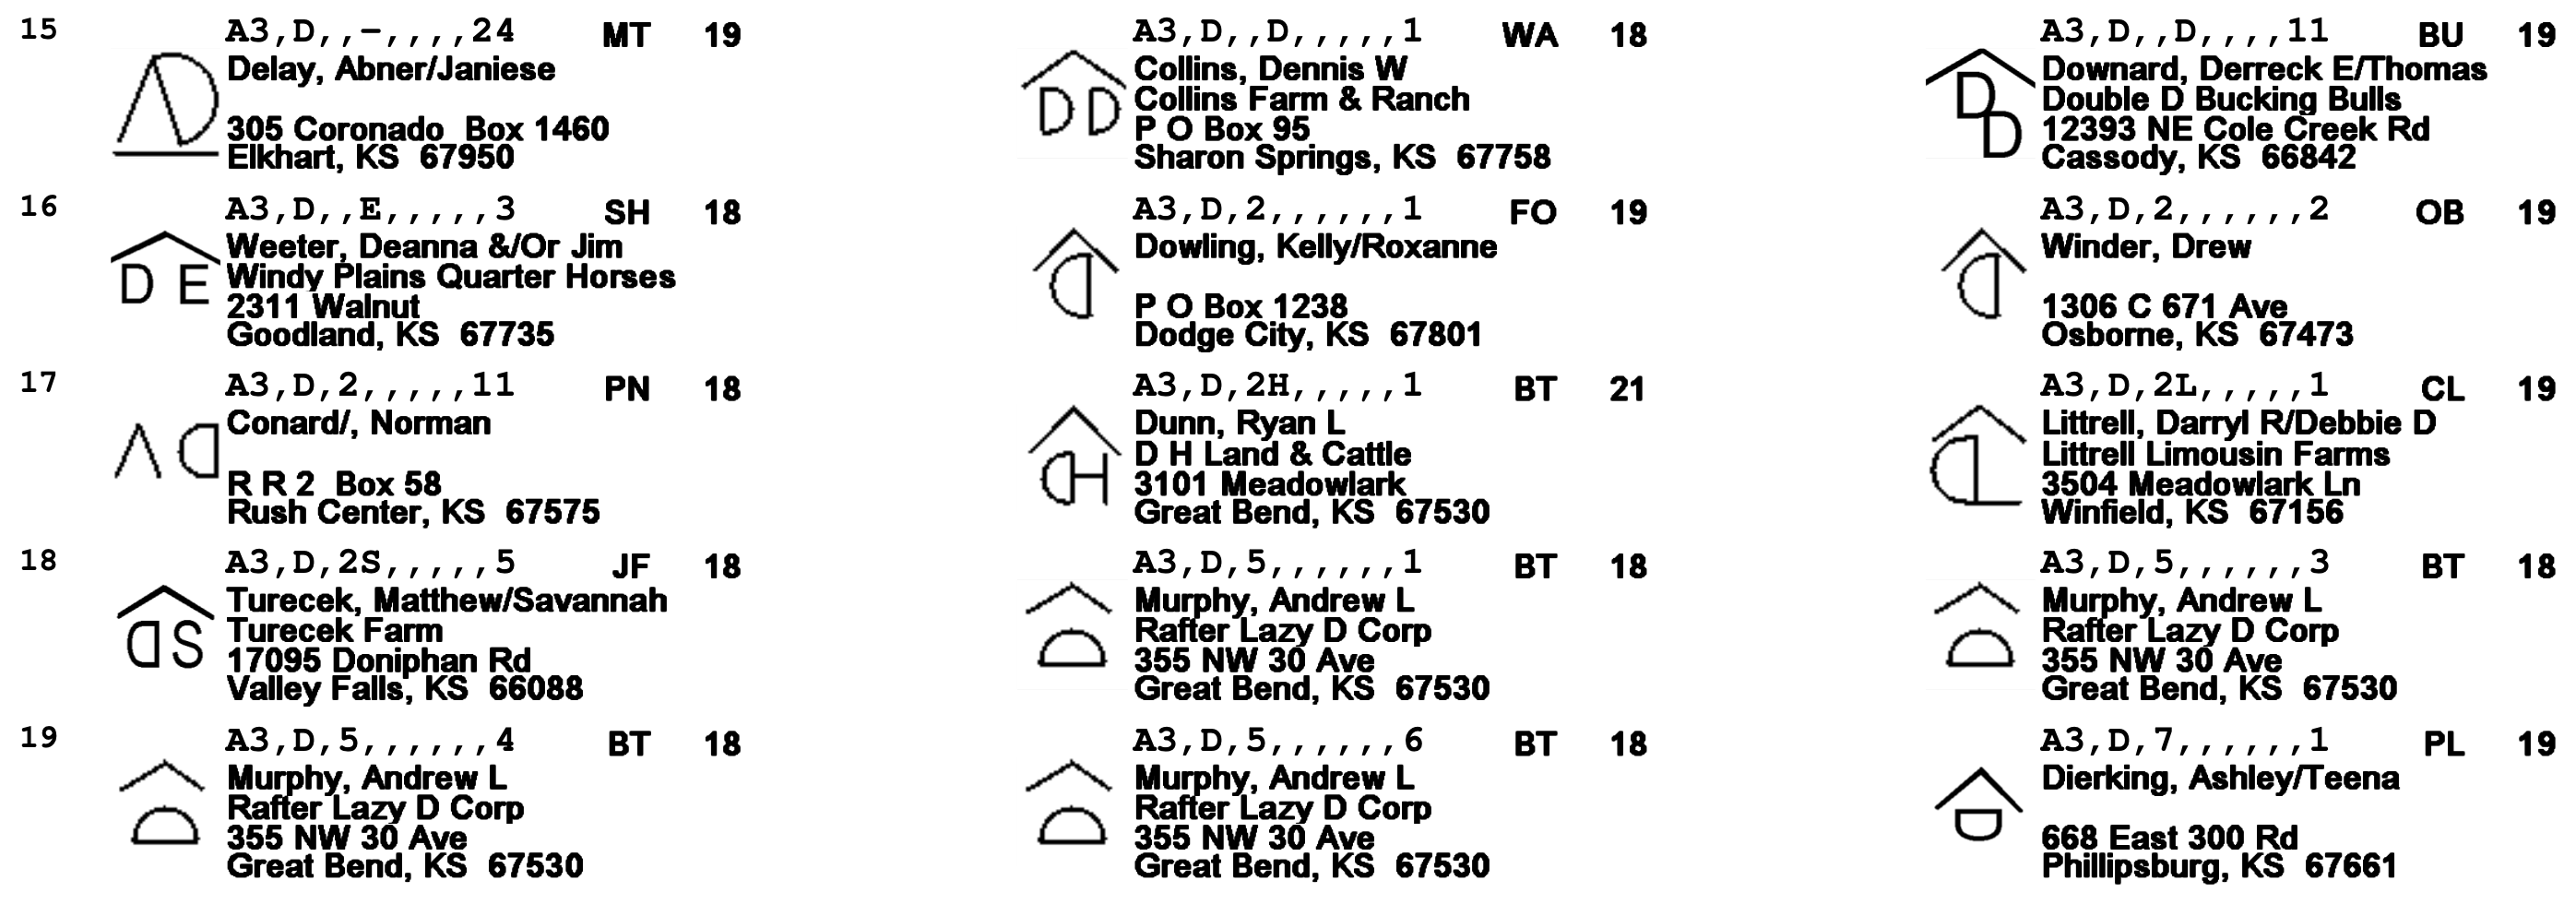 15 A3,D,,-,,,,24 MT 19
Delay, Abner/Janiese
305 Coronado Box 1460
Elkhart, KS 67950
A3,D,,D,,,,,1 WA 18
Collins, Dennis W
Collins Farm & Ranch
P O Box 95
Sharon Springs, KS 67758
A3,D,,D,,,,11 BU 19
Downard, Derreck E/Thomas
Double D Bucking Bulls
12393 NE Cole Creek Rd
Cassody, KS 66842
16 A3,D,,E,,,,,3 SH 18
Weeter, Deanna &/Or Jim
Windy Plains Quarter Horses
2311 Walnut
Goodland, KS 67735
A3,D,2,,,,,,1 FO 19
Dowling, Kelly/Roxanne
P O Box 1238
Dodge City, KS 67801
A3,D,2,,,,,,2 OB 19
Winder, Drew
1306 C 671 Ave
Osborne, KS 67473
17 A3,D,2,,,,,11 PN 18
Conard/, Norman
R R 2 Box 58
Rush Center, KS 67575
A3,D,2H,,,,,1 BT 21
Dunn, Ryan L
D H Land & Cattle
3101 Meadowlark
Great Bend, KS 67530
A3,D,2L,,,,,1 CL 19
Littrell, Darryl R/Debbie D
Littrell Limousin Farms
3504 Meadowlark Ln
Winfield, KS 67156
18 A3,D,2S,,,,,5 JF 18
Turecek, Matthew/Savannah
Turecek Farm
17095 Doniphan Rd
Valley Falls, KS 66088
A3,D,5,,,,,,1 BT 18
Murphy, Andrew L
Rafter Lazy D Corp
355 NW 30 Ave
Great Bend, KS 67530
A3,D,5,,,,,,3 BT 18
Murphy, Andrew L
Rafter Lazy D Corp
355 NW 30 Ave
Great Bend, KS 67530
19 A3,D,5,,,,,,4 BT 18
Murphy, Andrew L
Rafter Lazy D Corp
355 NW 30 Ave
Great Bend, KS 67530
A3,D,5,,,,,,6 BT 18
Murphy, Andrew L
Rafter Lazy D Corp
355 NW 30 Ave
Great Bend, KS 67530
A3,D,7,,,,,,1 PL 19
Dierking, Ashley/Teena
668 East 300 Rd
Phillipsburg, KS 67661